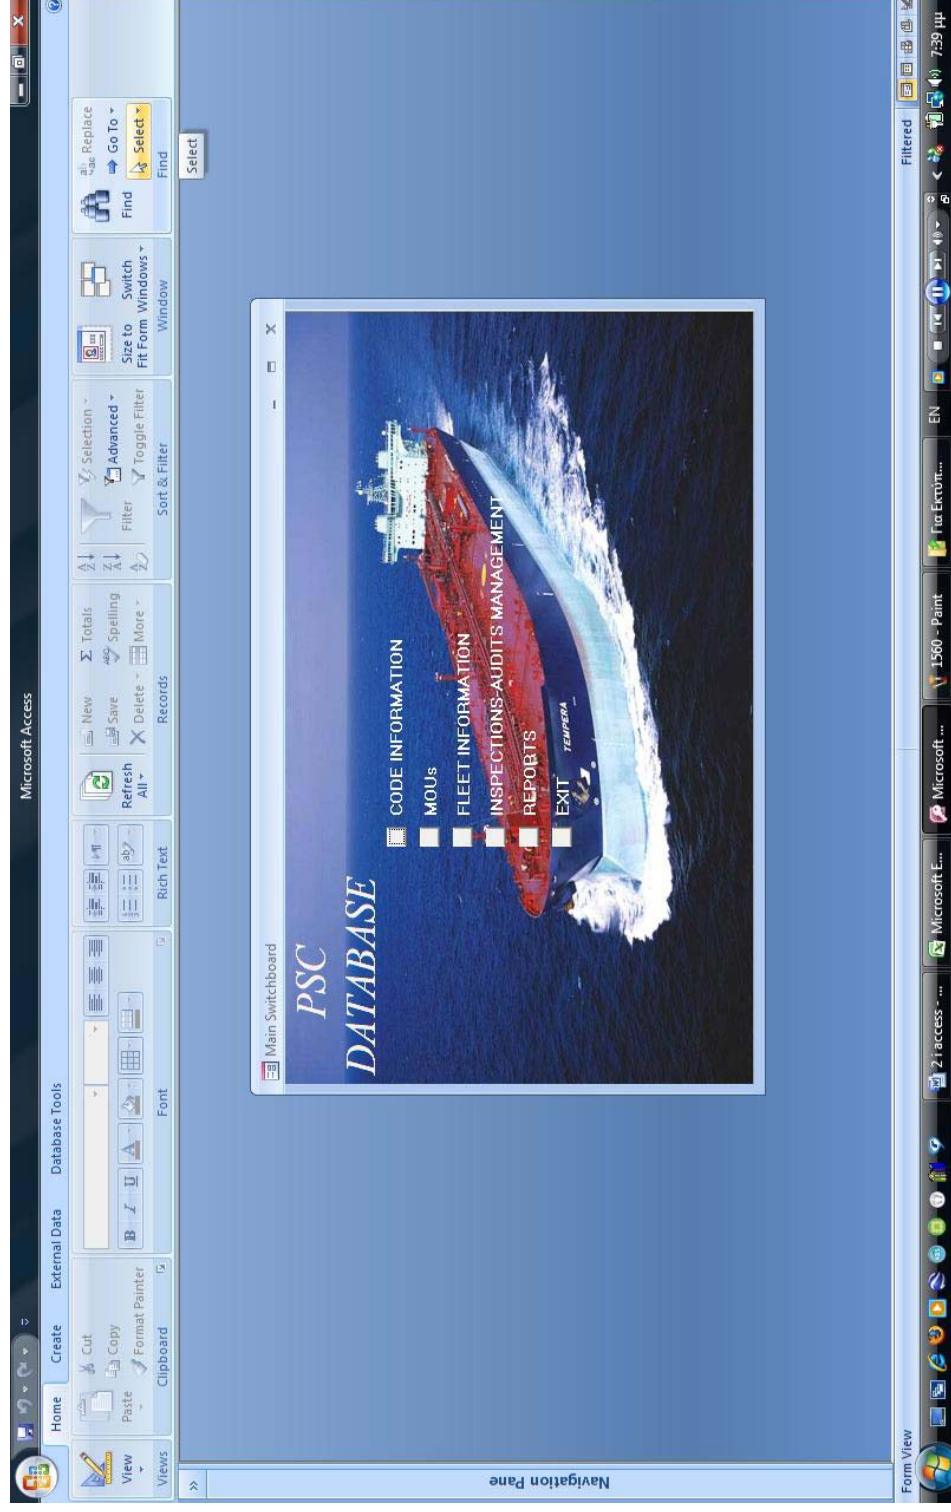 Microsoft Access
Home Create External Data Database Tools
View
Views
Paste
Cut
Copy
Format Painter
Clipboard
B I U A
Font
Rich Text
Refresh All
New
Save
Delete
Σ Totals
Spelling
More
Records
Filter
Selection
Advanced
Toggle Filter
Sort & Filter
Size to Fit Form
Switch Windows
Window
Find
Replace
Go To
Select
Find
Select
Navigation Pane
Main Switchboard
PSC
DATABASE
CODE INFORMATION
MOUs
FLEET INFORMATION
INSPECTIONS-AUDITS MANAGEMENT
REPORTS
EXIT
TEMPERA
Form View
Filtered
2 i access - ...
Microsoft E...
Microsoft ...
1560 - Paint
Για Εκτύπ...
EN
7:39 μμ